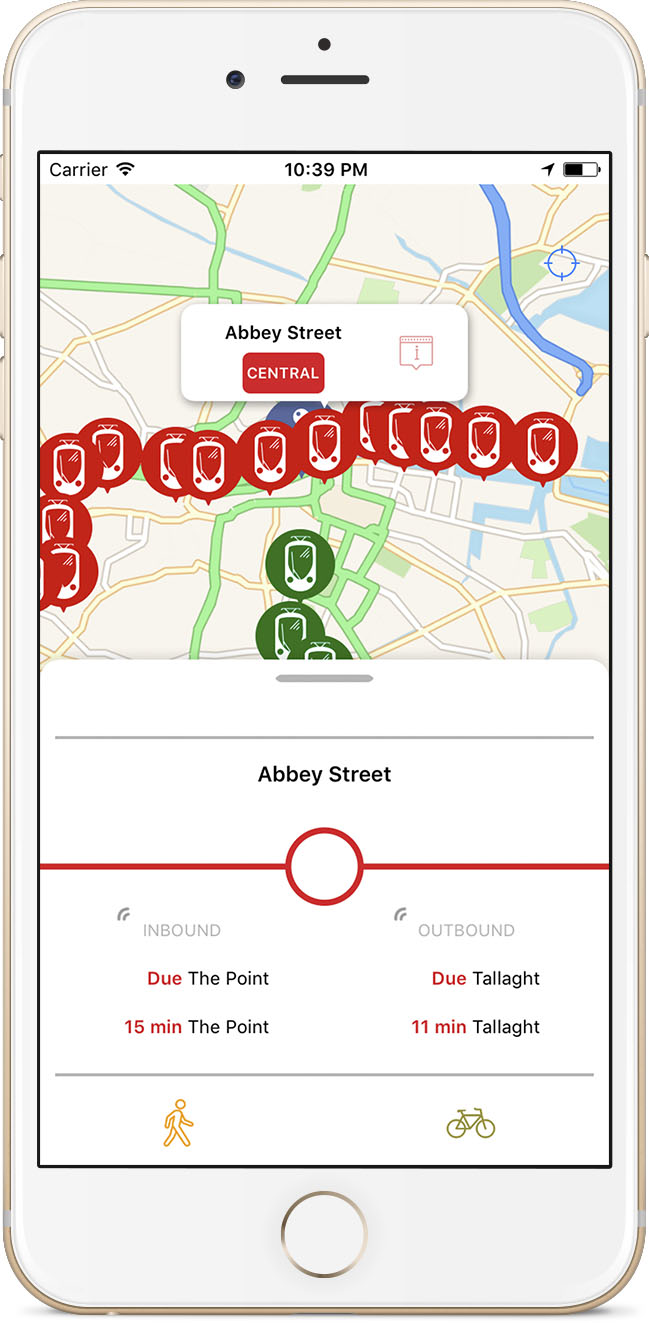 Carrier 10:39 PM
Abbey Street
CENTRAL
Abbey Street
INBOUND OUTBOUND
Due The Point Due Tallaght
15 min The Point 11 min Tallaght